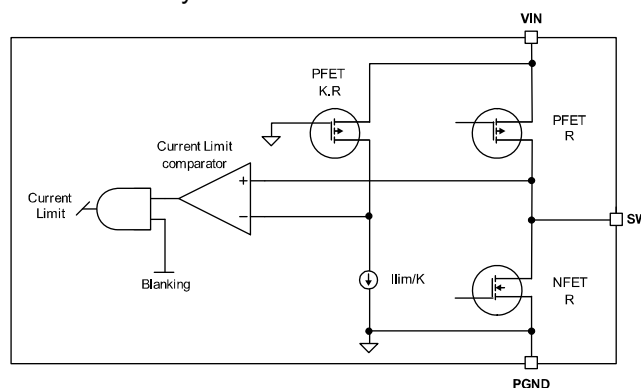 VIN
PFET
K.R
PFET
R
Current Limit
comparator
+
−
Current
Limit
SW
Blanking
Ilim/K
NFET
R
PGND